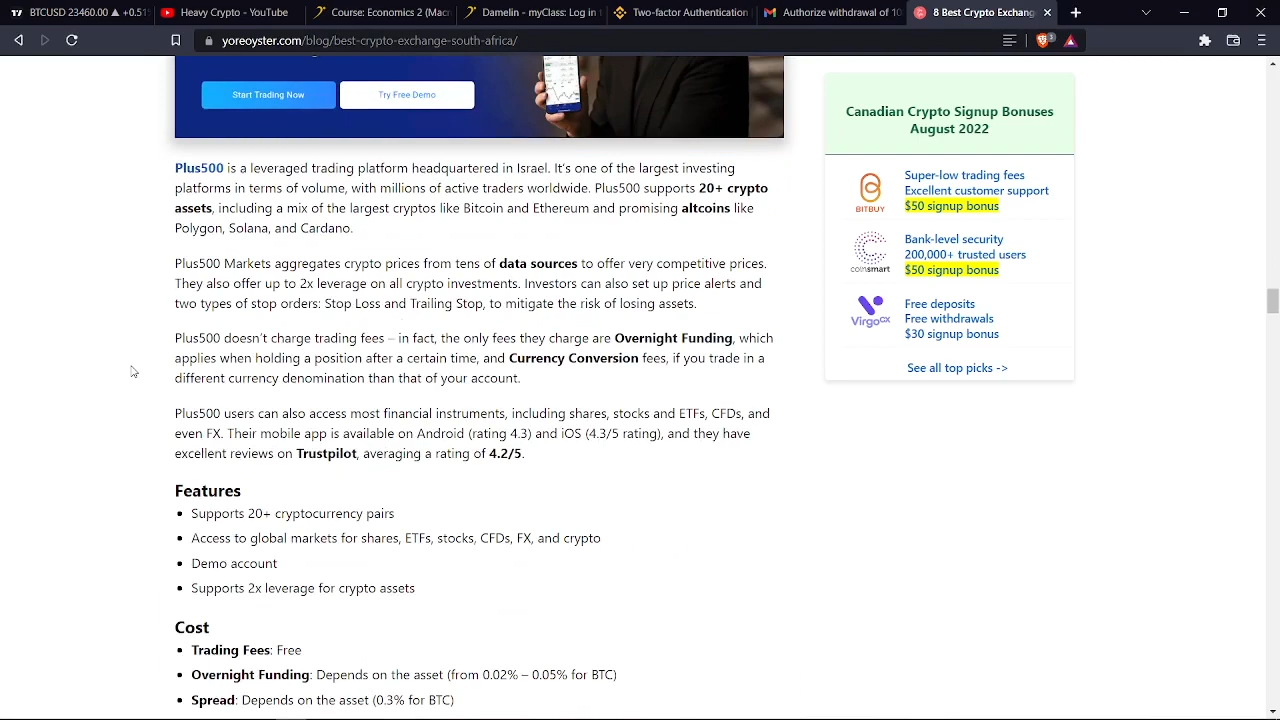 BTCUSD 23460.00 ▲ +0.51
Heavy Crypto - YouTube
Course: Economics 2 (Macr
Damelin - myClass: Log in
Two-factor Authentication
Authorize withdrawal of 10
8 Best Crypto Exchang
yoreoyster.com/blog/best-crypto-exchange-south-africa/
3
Start Trading Now
Try Free Demo
Plus500 is a leveraged trading platform headquartered in Israel. It's one of the largest investing
platforms in terms of volume, with millions of active traders worldwide. Plus500 supports 20+ crypto
assets, including a mix of the largest cryptos like Bitcoin and Ethereum and promising altcoins like
Polygon, Solana, and Cardano.
Plus500 Market aggregates crypto prices from tens of data sources to offer very competitive prices.
They also offer up to 2x leverage on all crypto investments. Investors can also set up price alerts and
two types of stop orders: Stop Loss and Trailing Stop, to mitigate the risk of losing assets.
Plus500 doesn't charge trading fees – in fact, the only fees they charge are Overnight Funding, which
applies when holding a position after a certain time, and Currency Conversion fees, if you trade in a
different currency denomination than that of your account.
Plus500 users can also access most financial instruments, including shares, stocks and ETFs, CFDs, and
even FX. Their mobile app is available on Android (rating 4.3) and iOS (4.3/5 rating), and they have
excellent reviews on Trustpilot, averaging a rating of 4.2/5.
Features
• Supports 20+ cryptocurrency pairs
• Access to global markets for shares, ETFs, stocks, CFDs, FX, and crypto
• Demo account
• Supports 2x leverage for crypto assets
Cost
• Trading Fees: Free
• Overnight Funding: Depends on the asset (from 0.02% – 0.05% for BTC)
• Spread: Depends on the asset (0.3% for BTC)
Canadian Crypto Signup Bonuses
August 2022
BITBUY
Super-low trading fees
Excellent customer support
$50 signup bonus
coinsmart
Bank-level security
200,000+ trusted users
$50 signup bonus
VirgoCX
Free deposits
Free withdrawals
$30 signup bonus
See all top picks ->